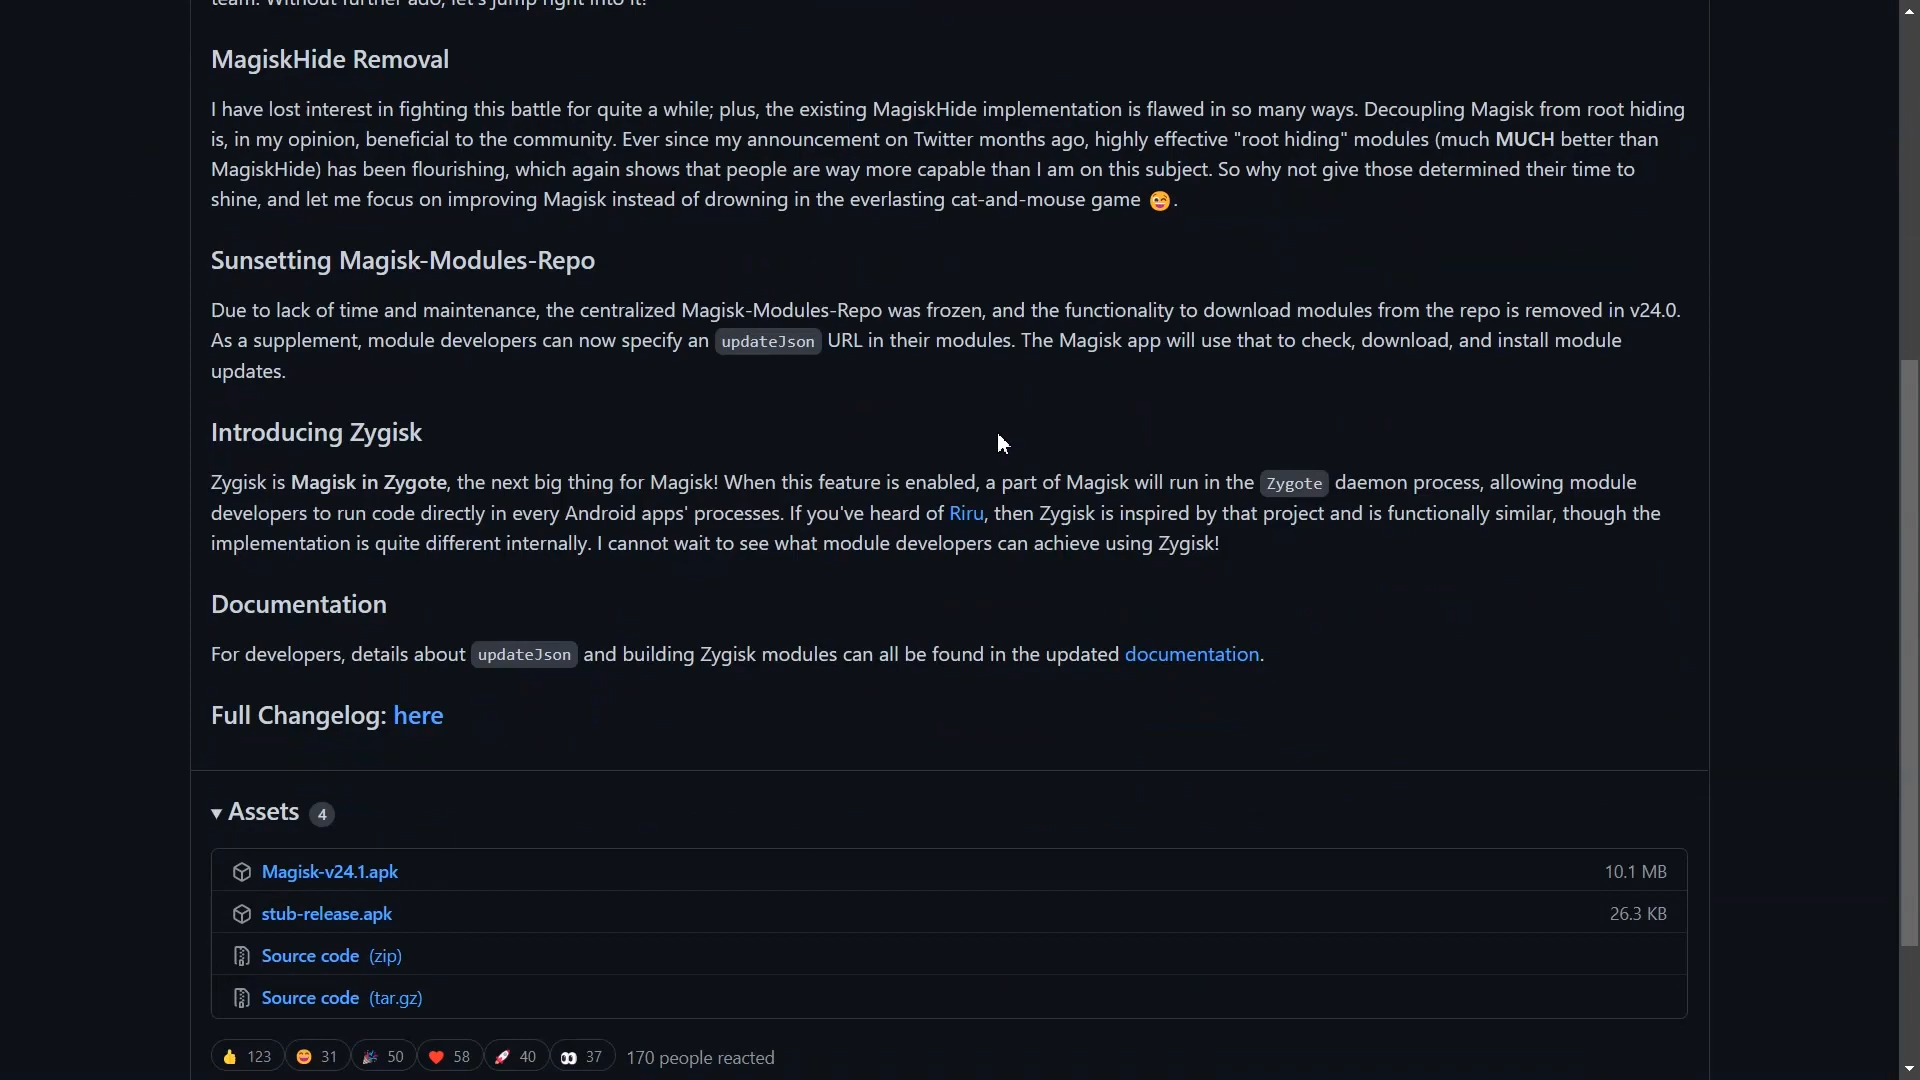 team. Without further ado, let's jump right into it!
MagiskHide Removal
I have lost interest in fighting this battle for quite a while; plus, the existing MagiskHide implementation is flawed in so many ways. Decoupling Magisk from root hiding
is, in my opinion, beneficial to the community. Ever since my announcement on Twitter months ago, highly effective "root hiding" modules (much MUCH better than
MagiskHide) has been flourishing, which again shows that people are way more capable than I am on this subject. So why not give those determined their time to
shine, and let me focus on improving Magisk instead of drowning in the everlasting cat-and-mouse game 😄.
Sunsetting Magisk-Modules-Repo
Due to lack of time and maintenance, the centralized Magisk-Modules-Repo was frozen, and the functionality to download modules from the repo is removed in v24.0.
As a supplement, module developers can now specify an updateJson URL in their modules. The Magisk app will use that to check, download, and install module
updates.
Introducing Zygisk
Zygisk is Magisk in Zygote, the next big thing for Magisk! When this feature is enabled, a part of Magisk will run in the Zygote daemon process, allowing module
developers to run code directly in every Android apps' processes. If you've heard of Riru, then Zygisk is inspired by that project and is functionally similar, though the
implementation is quite different internally. I cannot wait to see what module developers can achieve using Zygisk!
Documentation
For developers, details about updateJson and building Zygisk modules can all be found in the updated documentation.
Full Changelog: here
Assets 4
Magisk-v24.1.apk 10.1 MB
stub-release.apk 26.3 KB
Source code (zip)
Source code (tar.gz)
👍 123 😄 31 🎉 50 ❤️ 58 🚀 40 👀 37 170 people reacted